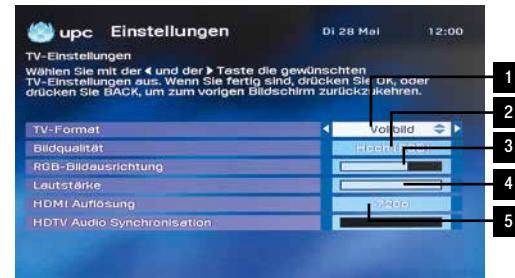 upc Einstellungen Di 28 Mai 12:00
TV-Einstellungen
Wählen Sie mit der und der Taste die gewünschten
TV-Einstellungen aus. Wenn Sie fertig sind, drücken Sie OK, oder
drücken Sie BACK, um zum vorigen Bildschirm zurückzukehren.
TV-Format Vollbild
Bildqualität Hoch (RGB)
RGB-Bildausrichtung
Lautstärke
HDMI Auflösung
HDTV Audio Synchronisation
1
2
3
4
5